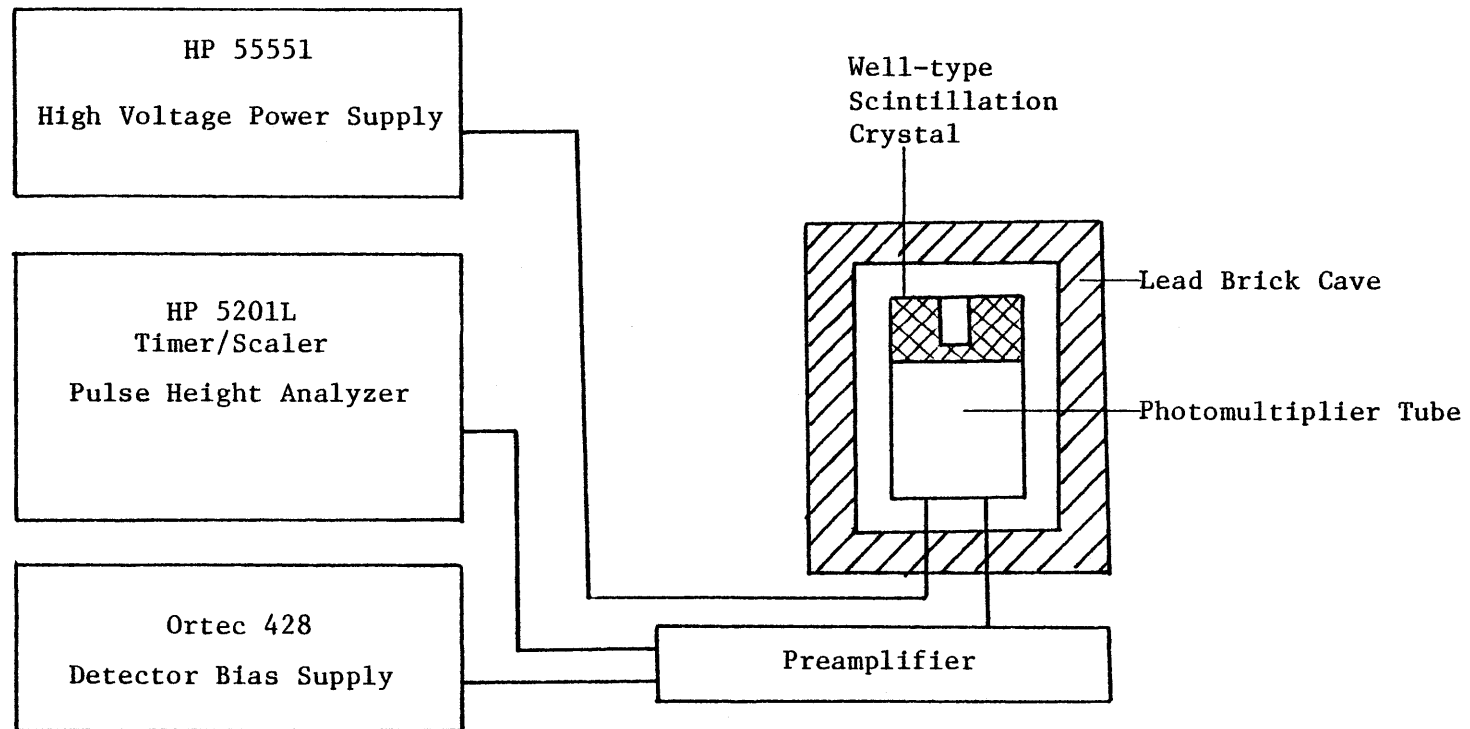 HP 55551
High Voltage Power Supply
HP 5201L
Timer/Scaler
Pulse Height Analyzer
Ortec 428
Detector Bias Supply
Well-type
Scintillation
Crystal
Lead Brick Cave
Photomultiplier Tube
Preamplifier